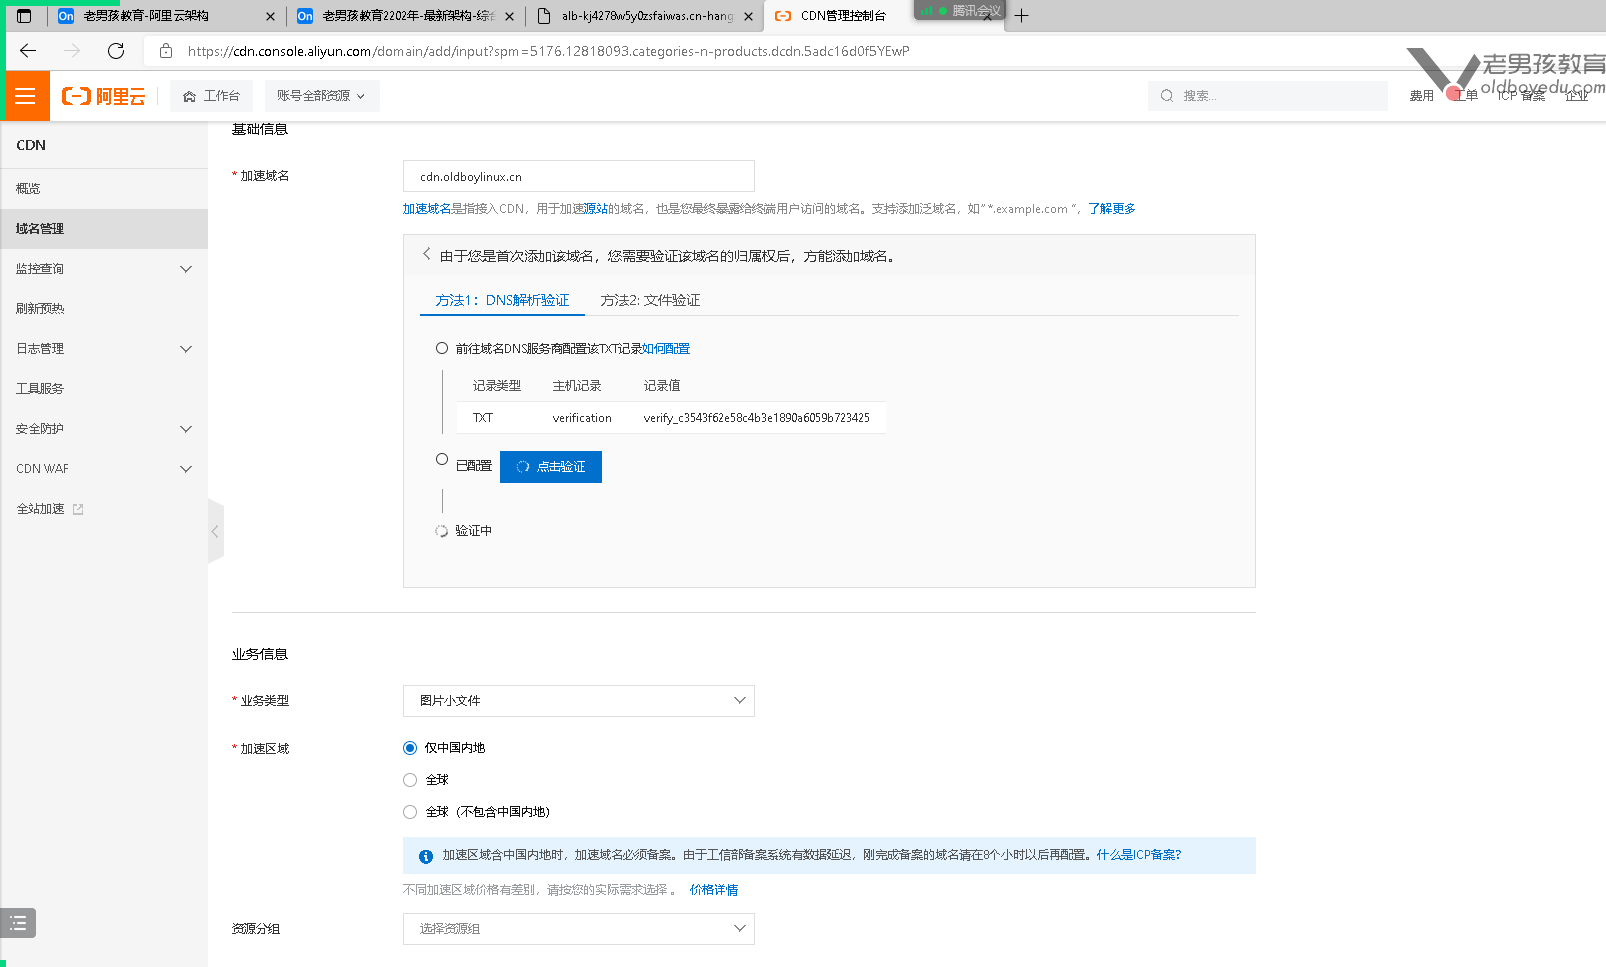 On 老男孩教育-阿里云架构
On 老男孩教育2202年-最新架构-综合
alb-kj4278w5y0zsfaiwas.cn-hang
CDN管理控制台
腾讯会议
https://cdn.console.aliyun.com/domain/add/input?spm=5176.12818093.categories-n-products.dcdn.5adc16d0f5YEwP
老男孩教育
oldboyedu.com
阿里云
工作台
账号全部资源
搜索...
费用
工单
ICP 备案
企业
CDN
概览
域名管理
监控查询
刷新预热
日志管理
工具服务
安全防护
CDN WAF
全站加速
基础信息
* 加速域名
cdn.oldboylinux.cn
加速域名是指接入CDN，用于加速源站的域名，也是您最终暴露给终端用户访问的域名。支持添加泛域名，如“*.example.com ”，了解更多
由于您是首次添加该域名，您需要验证该域名的归属权后，方能添加域名。
方法1：DNS解析验证
方法2: 文件验证
前往域名DNS服务商配置该TXT记录如何配置
记录类型 主机记录 记录值
TXT verification verify_c3543f62e58c4b3e1890a6059b723425
已配置 点击验证
验证中
业务信息
* 业务类型
图片小文件
* 加速区域
仅中国内地
全球
全球（不包含中国内地）
加速区域含中国内地时，加速域名必须备案。由于工信部备案系统有数据延迟，刚完成备案的域名请在8个小时以后再配置。什么是ICP备案?
不同加速区域价格有差别，请按您的实际需求选择 。 价格详情
资源分组
选择资源组